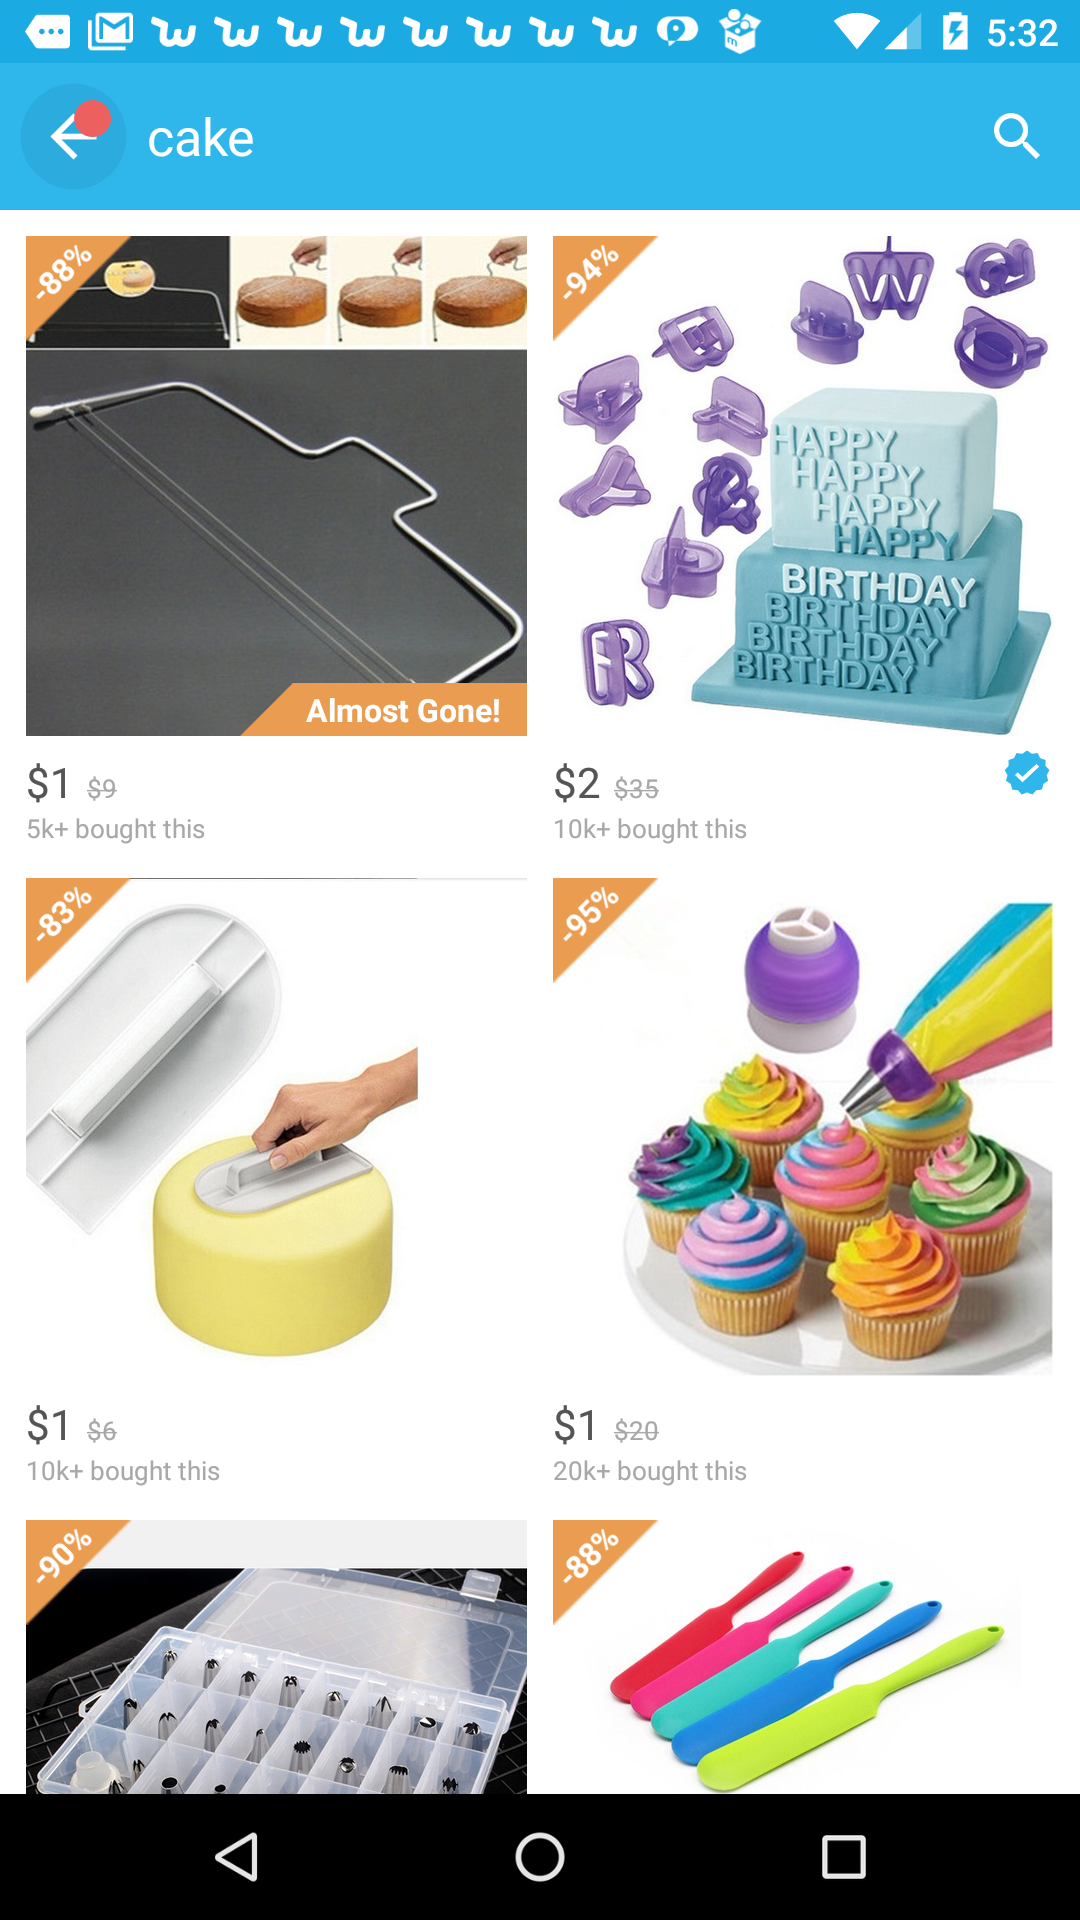 5:32
cake
-88%
-94%
HAPPY
HAPPY
HAPPY
HAPPY
BIRTHDAY
BIRTHDAY
BIRTHDAY
BIRTHDAY
Almost Gone!
$1 $9
$2 $35
5k+ bought this
10k+ bought this
-83%
-95%
$1 $6
$1 $20
10k+ bought this
20k+ bought this
-90%
-88%